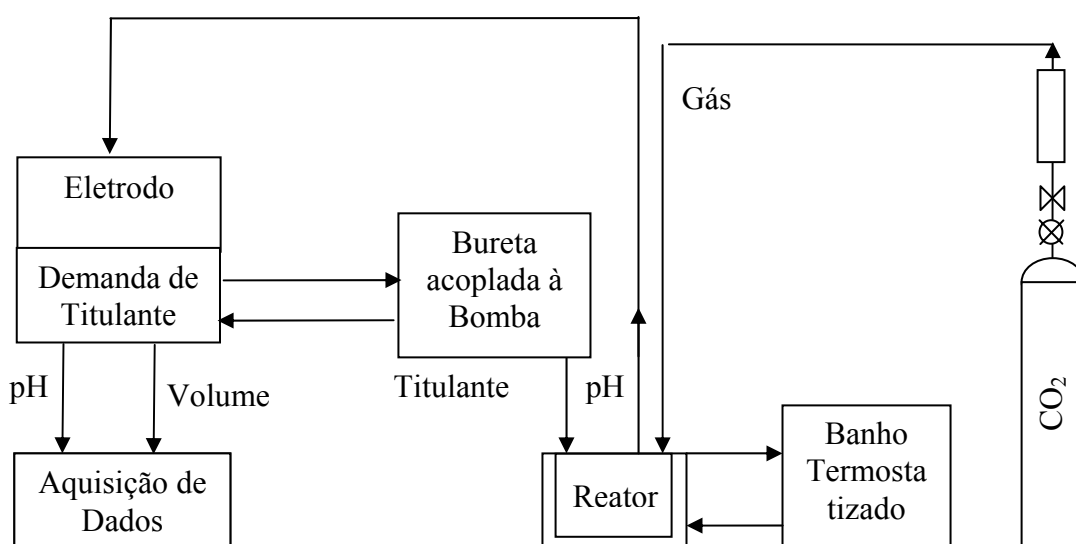 Gás
Eletrodo
Demanda de
Titulante
Bureta
acoplada à
Bomba
pH
Volume
Titulante
pH
CO₂
Aquisição de
Dados
Reator
Banho
Termosta
tizado